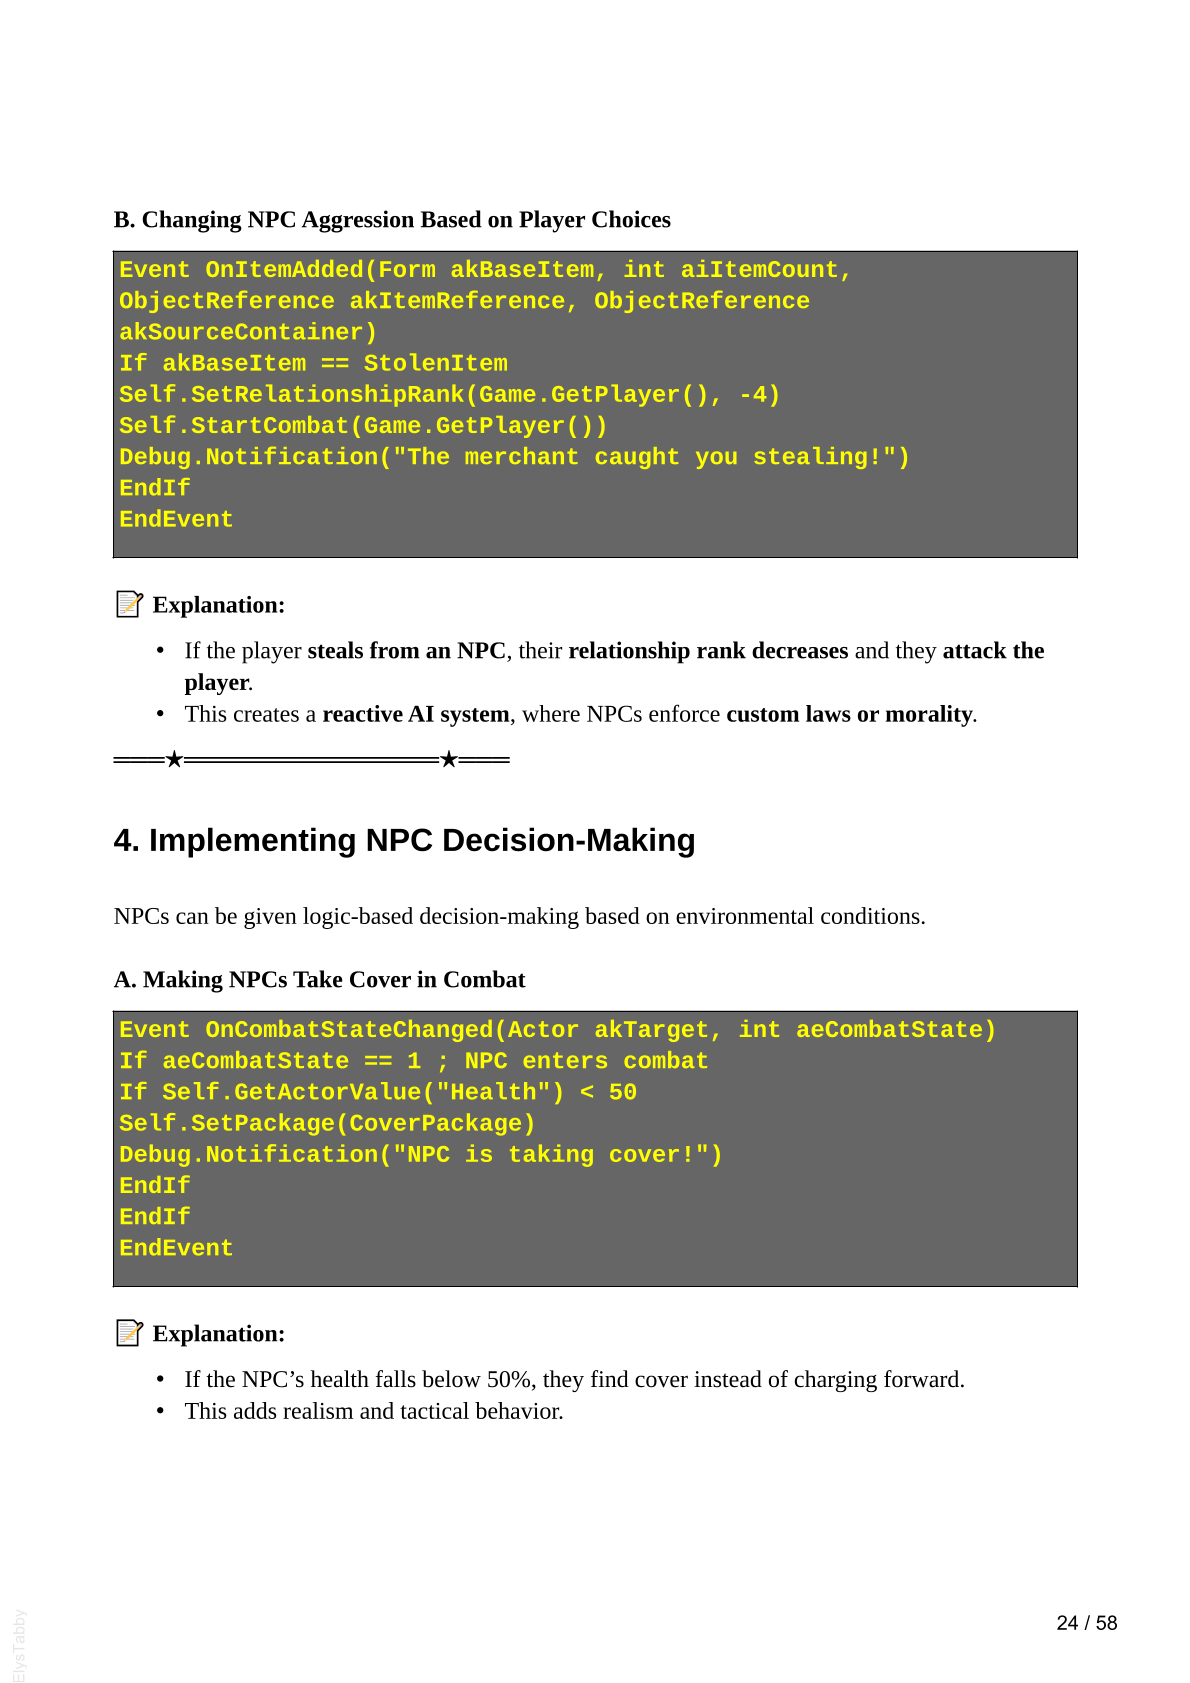 B. Changing NPC Aggression Based on Player Choices
Event OnItemAdded(Form akBaseItem, int aiItemCount,
ObjectReference akItemReference, ObjectReference
akSourceContainer)
If akBaseItem == StolenItem
Self.SetRelationshipRank(Game.GetPlayer(), -4)
Self.StartCombat(Game.GetPlayer())
Debug.Notification("The merchant caught you stealing!")
EndIf
EndEvent
📝 Explanation:
• If the player steals from an NPC, their relationship rank decreases and they attack the
player.
• This creates a reactive AI system, where NPCs enforce custom laws or morality.
═══★═══════════════★═══
4. Implementing NPC Decision-Making
NPCs can be given logic-based decision-making based on environmental conditions.
A. Making NPCs Take Cover in Combat
Event OnCombatStateChanged(Actor akTarget, int aeCombatState)
If aeCombatState == 1 ; NPC enters combat
If Self.GetActorValue("Health") < 50
Self.SetPackage(CoverPackage)
Debug.Notification("NPC is taking cover!")
EndIf
EndIf
EndEvent
📝 Explanation:
• If the NPC’s health falls below 50%, they find cover instead of charging forward.
• This adds realism and tactical behavior.
24 / 58
ElysTabby